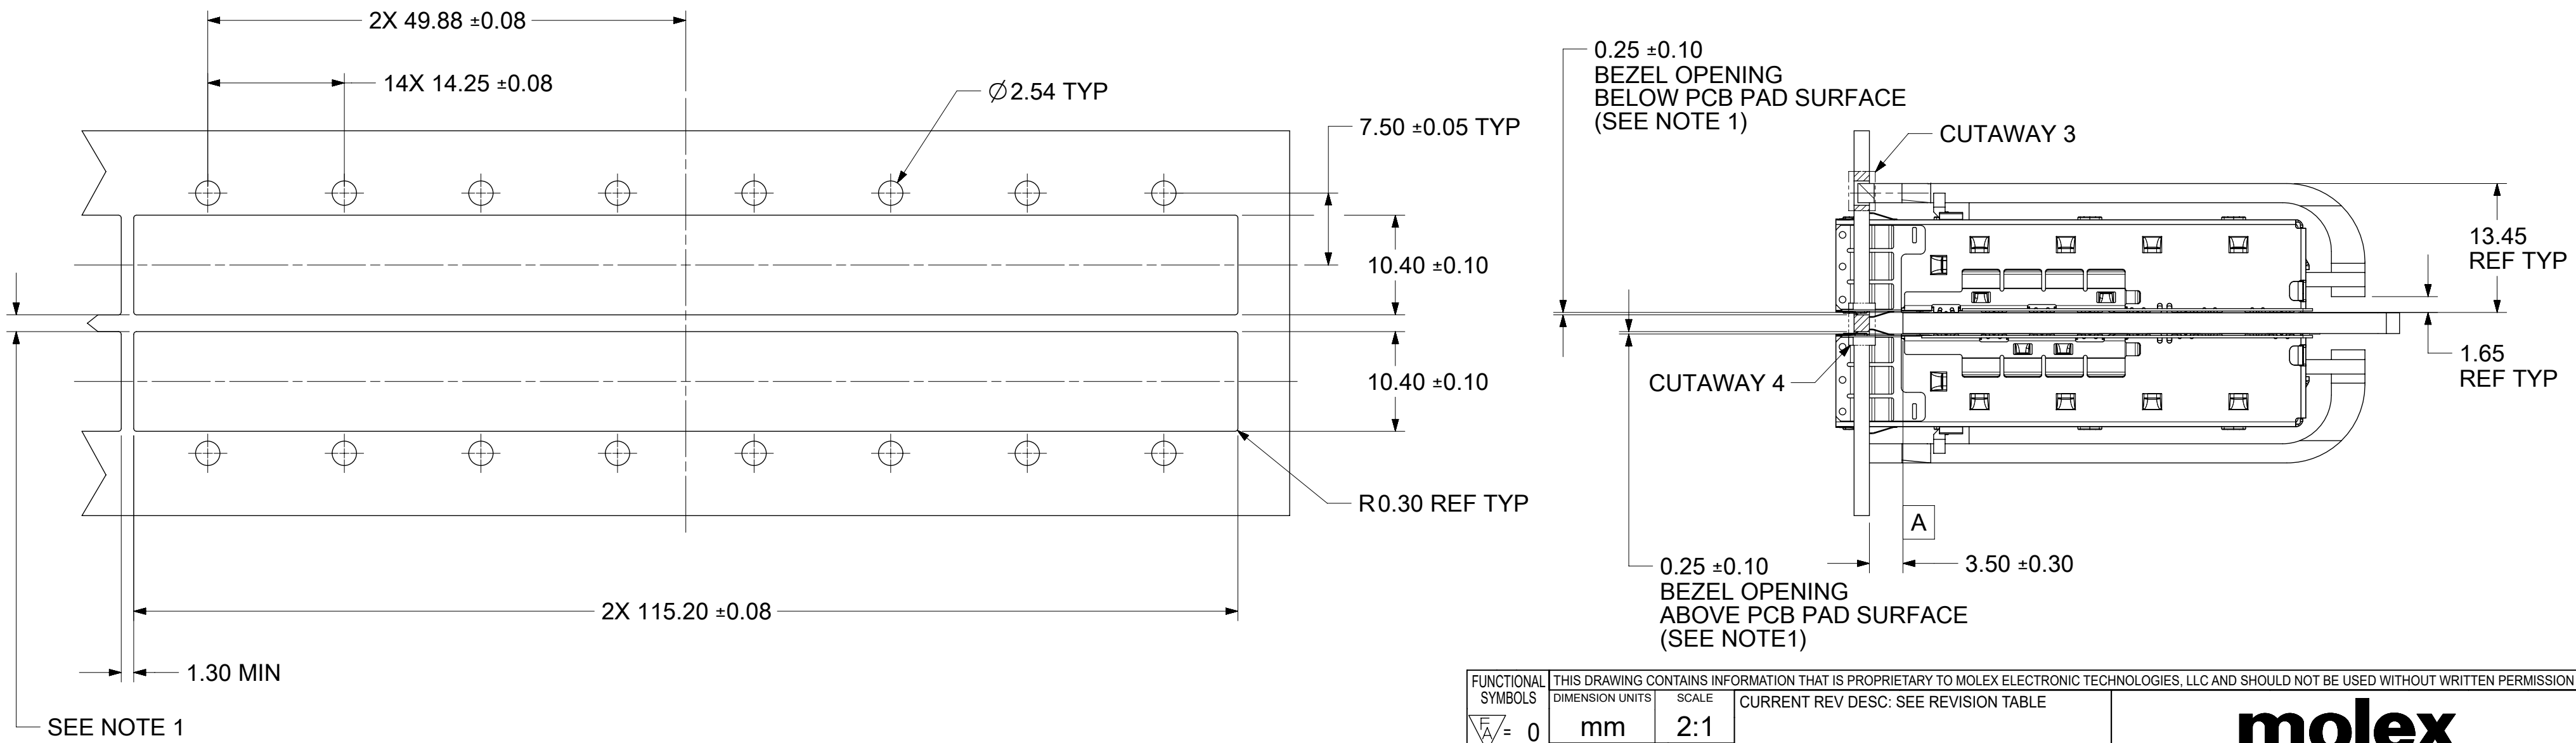 2X 49.88 ±0.08
14X 14.25 ±0.08
∅2.54 TYP
7.50 ±0.05 TYP
10.40 ±0.10
10.40 ±0.10
R0.30 REF TYP
2X 115.20 ±0.08
1.30 MIN
SEE NOTE 1
0.25 ±0.10
BEZEL OPENING
BELOW PCB PAD SURFACE
(SEE NOTE 1)
CUTAWAY 3
13.45
REF TYP
1.65
REF TYP
CUTAWAY 4
A
3.50 ±0.30
0.25 ±0.10
BEZEL OPENING
ABOVE PCB PAD SURFACE
(SEE NOTE1)
FUNCTIONAL
SYMBOLS
F
A
= 0
THIS DRAWING CONTAINS INFORMATION THAT IS PROPRIETARY TO MOLEX ELECTRONIC TECHNOLOGIES, LLC AND SHOULD NOT BE USED WITHOUT WRITTEN PERMISSION
DIMENSION UNITS
mm
SCALE
2:1
CURRENT REV DESC: SEE REVISION TABLE
molex